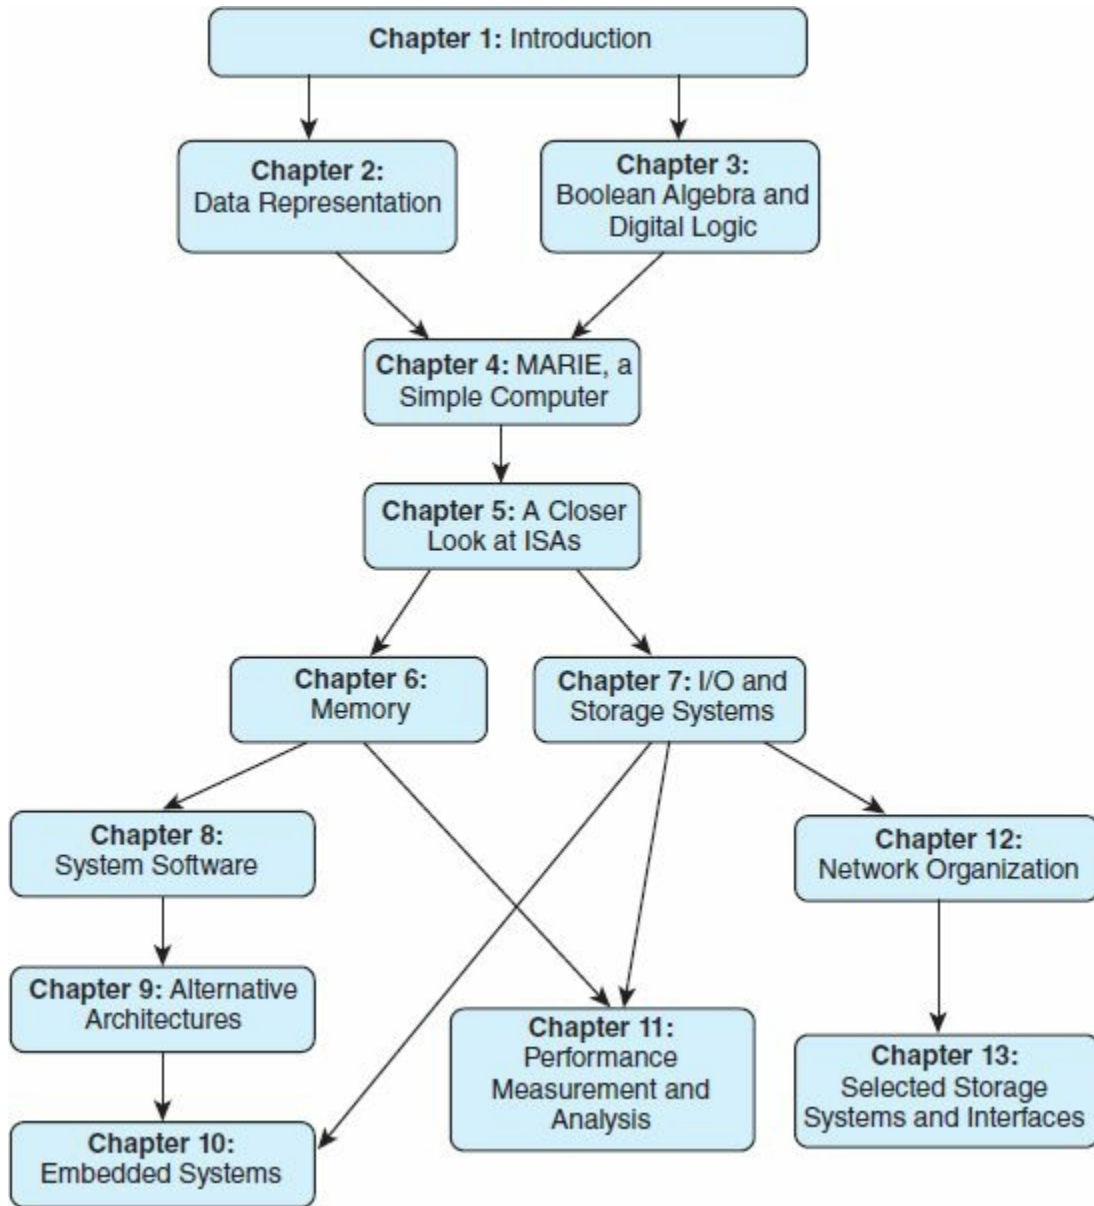 Chapter 1: Introduction
Chapter 2:
Data Representation
Chapter 3:
Boolean Algebra and
Digital Logic
Chapter 4: MARIE, a
Simple Computer
Chapter 5: A Closer
Look at ISAs
Chapter 6:
Memory
Chapter 7: I/O and
Storage Systems
Chapter 8:
System Software
Chapter 12:
Network Organization
Chapter 9: Alternative
Architectures
Chapter 11:
Performance
Measurement and
Analysis
Chapter 13:
Selected Storage
Systems and Interfaces
Chapter 10:
Embedded Systems